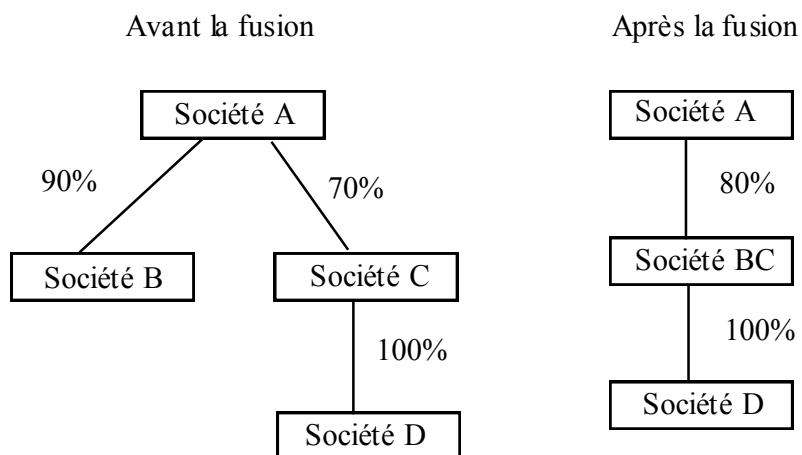 Avant la fusion
Après la fusion
Société A
90%
70%
Société B
Société C
100%
Société D
Société A
80%
Société BC
100%
Société D